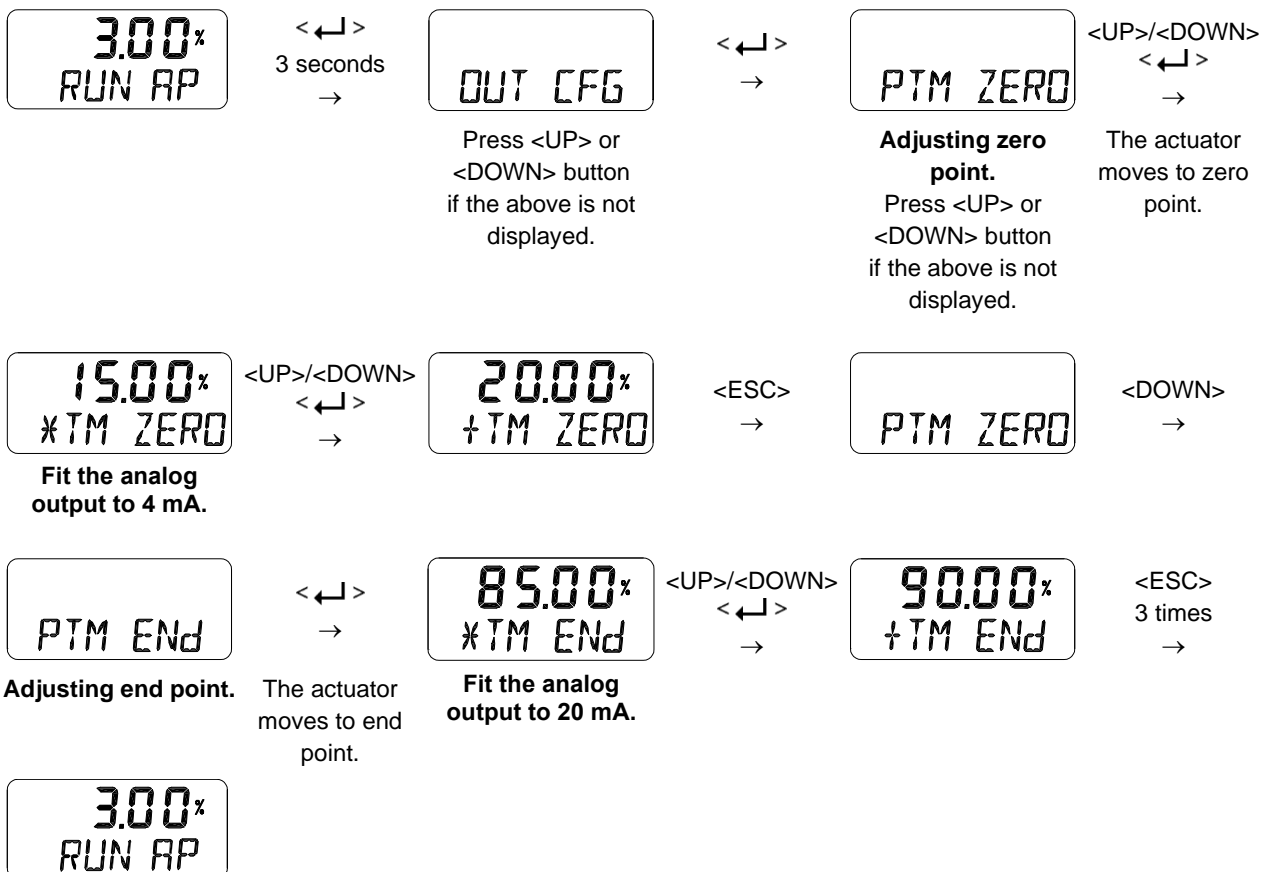 3.00%
RUN AP
< ↵ >
3 seconds
→
OUT CFG
Press <UP> or
<DOWN> button
if the above is not
displayed.
< ↵ >
→
PTM ZERO
Adjusting zero
point.
Press <UP> or
<DOWN> button
if the above is not
displayed.
<UP>/<DOWN>
< ↵ >
→
The actuator
moves to zero
point.
15.00%
*TM ZERO
Fit the analog
output to 4 mA.
<UP>/<DOWN>
< ↵ >
→
20.00%
+TM ZERO
<ESC>
→
PTM ZERO
<DOWN>
→
PTM ENd
Adjusting end point.
< ↵ >
→
The actuator
moves to end
point.
85.00%
*TM ENd
Fit the analog
output to 20 mA.
<UP>/<DOWN>
< ↵ >
→
90.00%
+TM ENd
<ESC>
3 times
→
3.00%
RUN AP